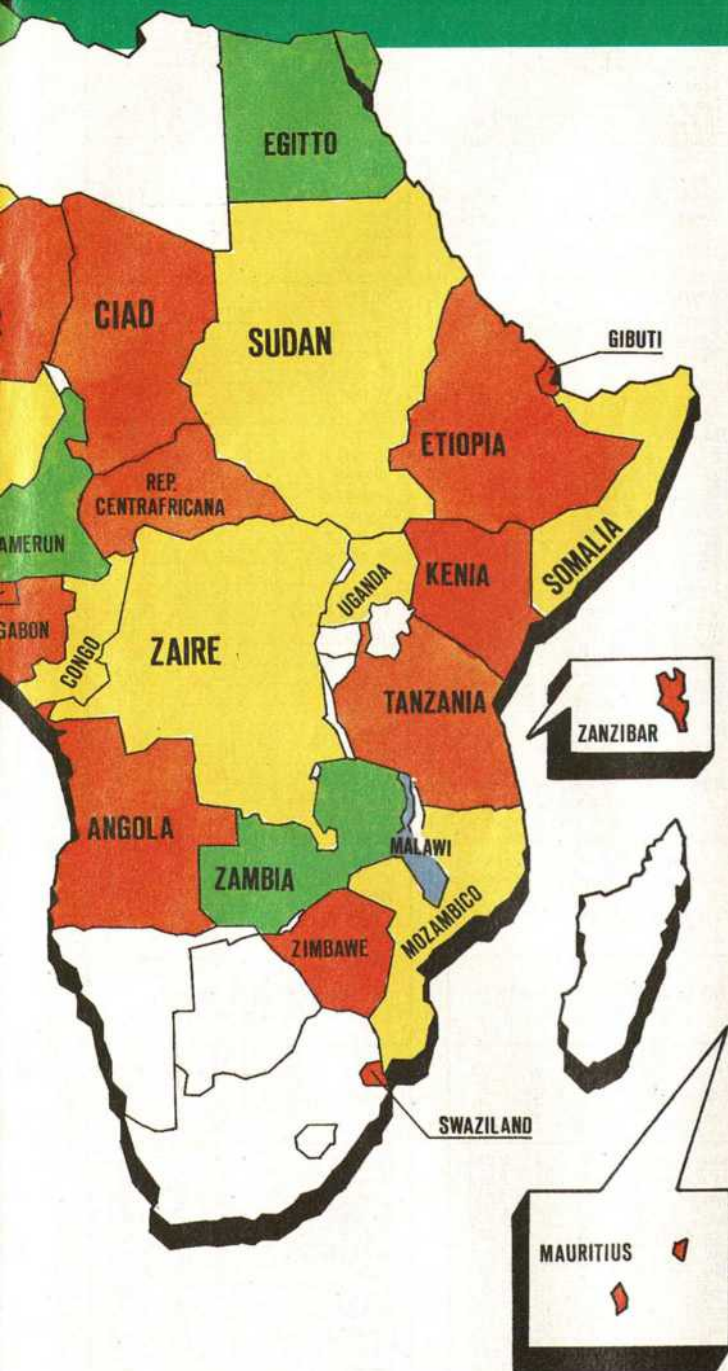 EGITTO
CIAD
SUDAN
GIBUTI
ETIOPIA
REP.
CENTRAFRICANA
AMERUN
UGANDA
KENIA
SOMALIA
GABON
CONGO
ZAIRE
TANZANIA
ZANZIBAR
ANGOLA
MALAWI
ZAMBIA
MOZAMBICO
ZIMBAWE
SWAZILAND
MAURITIUS